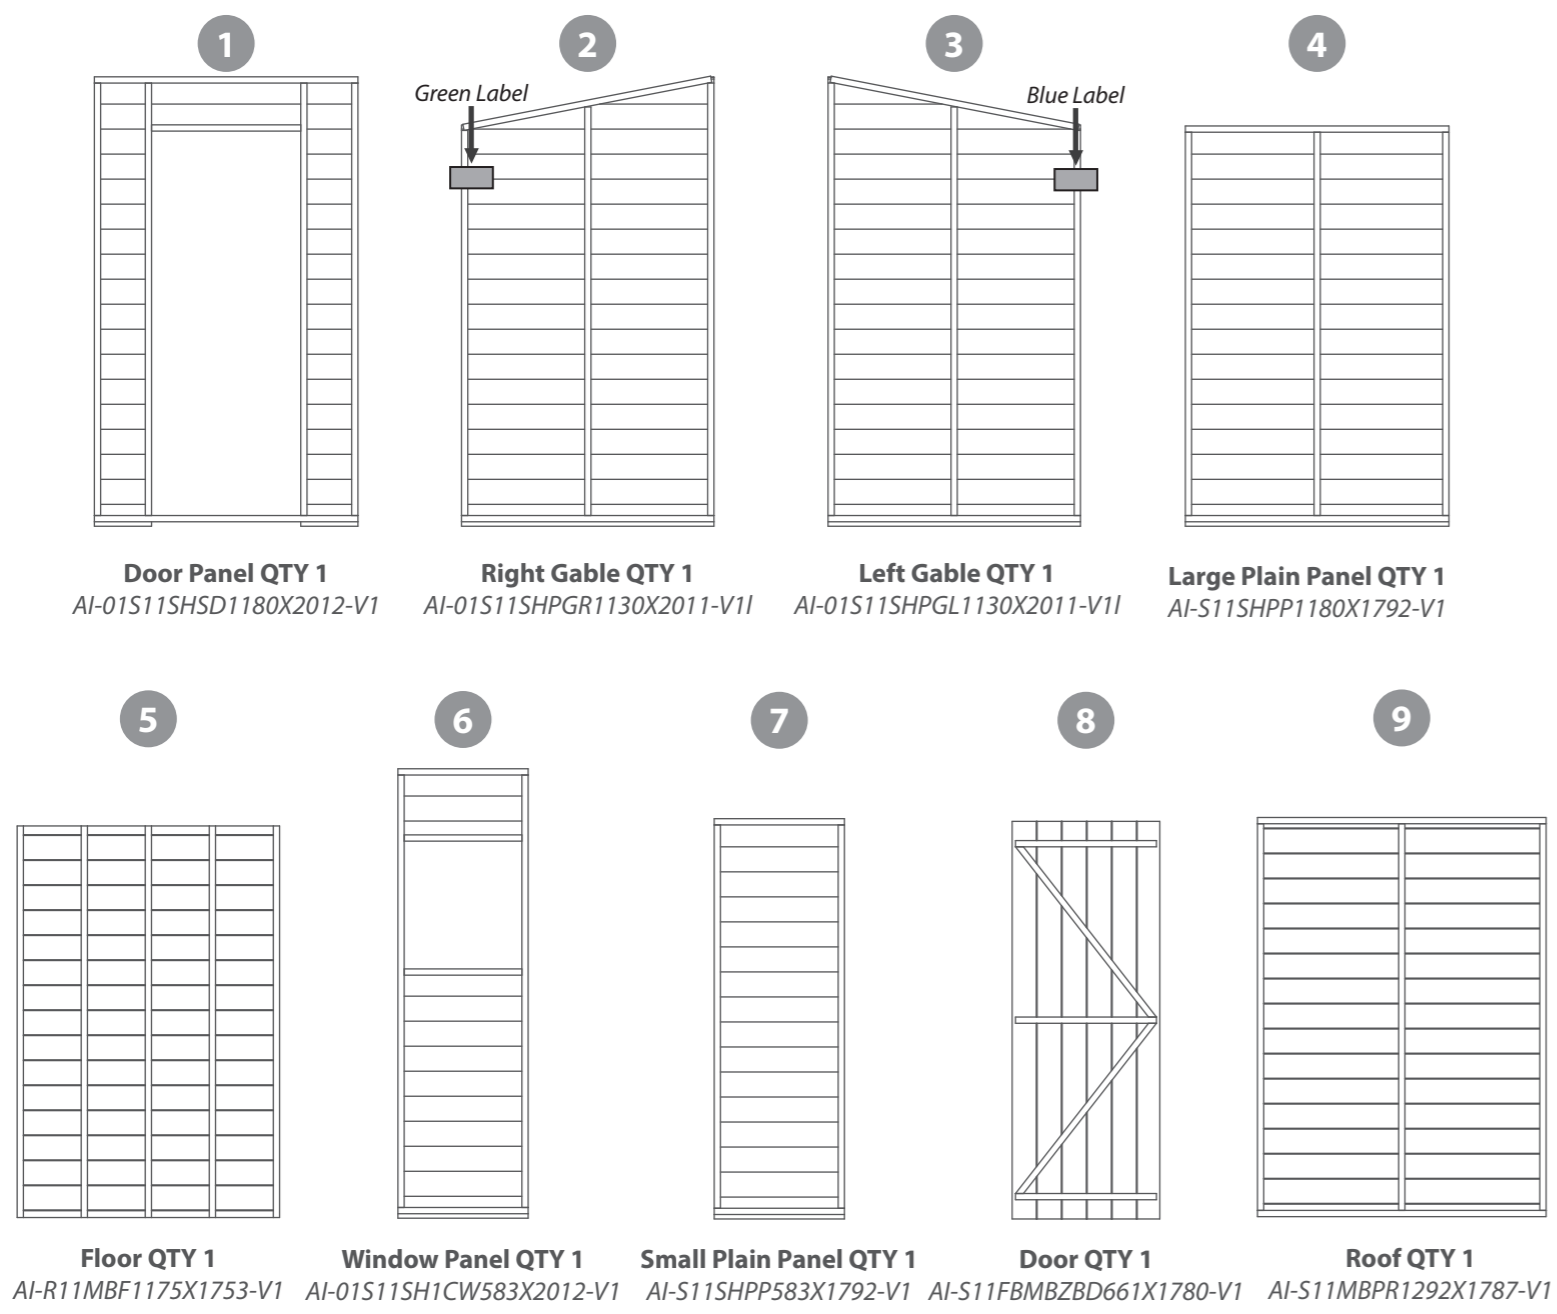 1
2
3
4
Green Label
Blue Label
Door Panel QTY 1
AI-01S11SHSD1180X2012-V1
Right Gable QTY 1
AI-01S11SHPGR1130X2011-V1l
Left Gable QTY 1
AI-01S11SHPGL1130X2011-V1l
Large Plain Panel QTY 1
AI-S11SHPP1180X1792-V1
5
6
7
8
9
Floor QTY 1
AI-R11MBF1175X1753-V1
Window Panel QTY 1
AI-01S11SH1CW583X2012-V1
Small Plain Panel QTY 1
AI-S11SHPP583X1792-V1
Door QTY 1
AI-S11FBMBZBD661X1780-V1
Roof QTY 1
AI-S11MBPR1292X1787-V1